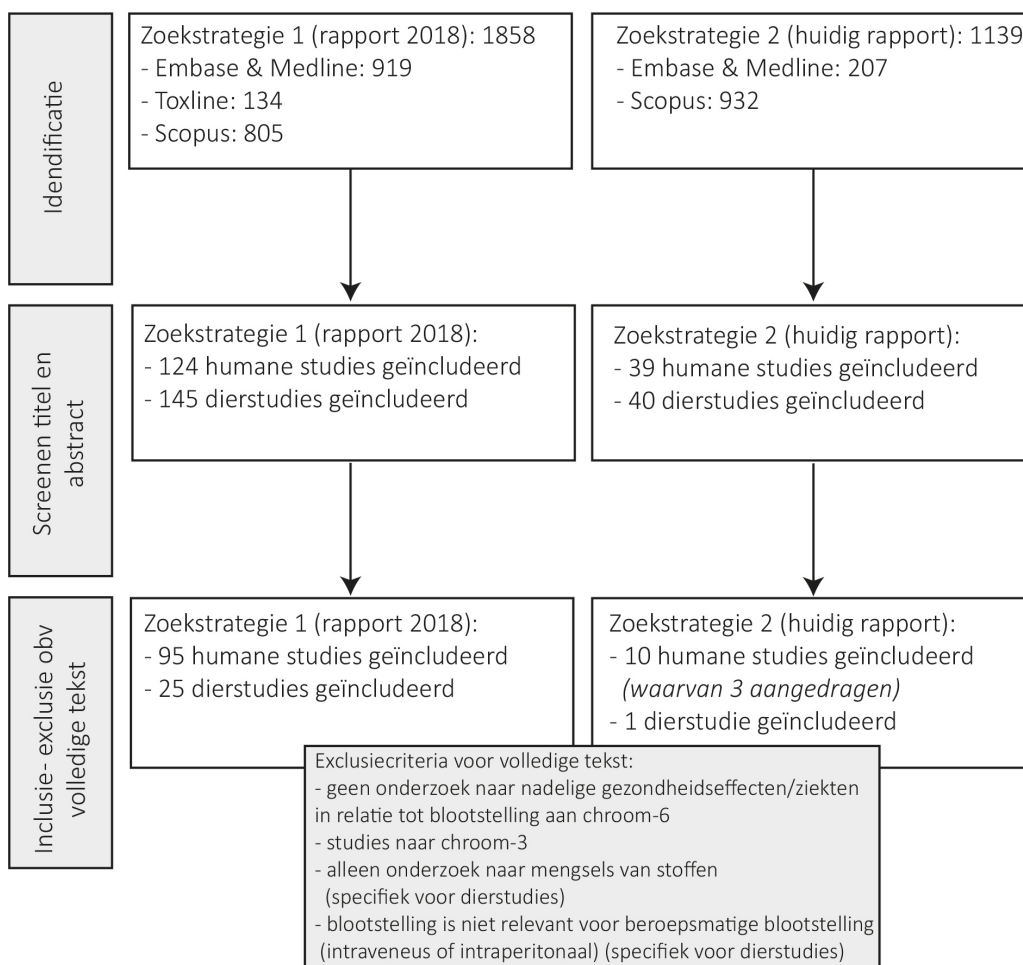 Idendificatie
Zoekstrategie 1 (rapport 2018): 1858
- Embase & Medline: 919
- Toxline: 134
- Scopus: 805
Zoekstrategie 2 (huidig rapport): 1139
- Embase & Medline: 207
- Scopus: 932
Screenen titel en
abstract
Zoekstrategie 1 (rapport 2018):
- 124 humane studies geïncludeerd
- 145 dierstudies geïncludeerd
Zoekstrategie 2 (huidig rapport):
- 39 humane studies geïncludeerd
- 40 dierstudies geïncludeerd
Inclusie- exclusie obv
volledige tekst
Zoekstrategie 1 (rapport 2018):
- 95 humane studies geïncludeerd
- 25 dierstudies geïncludeerd
Zoekstrategie 2 (huidig rapport):
- 10 humane studies geïncludeerd
(waarvan 3 aangedragen)
- 1 dierstudie geïncludeerd
Exclusiecriteria voor volledige tekst:
- geen onderzoek naar nadelige gezondheidseffecten/ziekten
in relatie tot blootstelling aan chroom-6
- studies naar chroom-3
- alleen onderzoek naar mengsels van stoffen
(specifiek voor dierstudies)
- blootstelling is niet relevant voor beroepsmatige blootstelling
(intraveneus of intraperitonaal) (specifiek voor dierstudies)